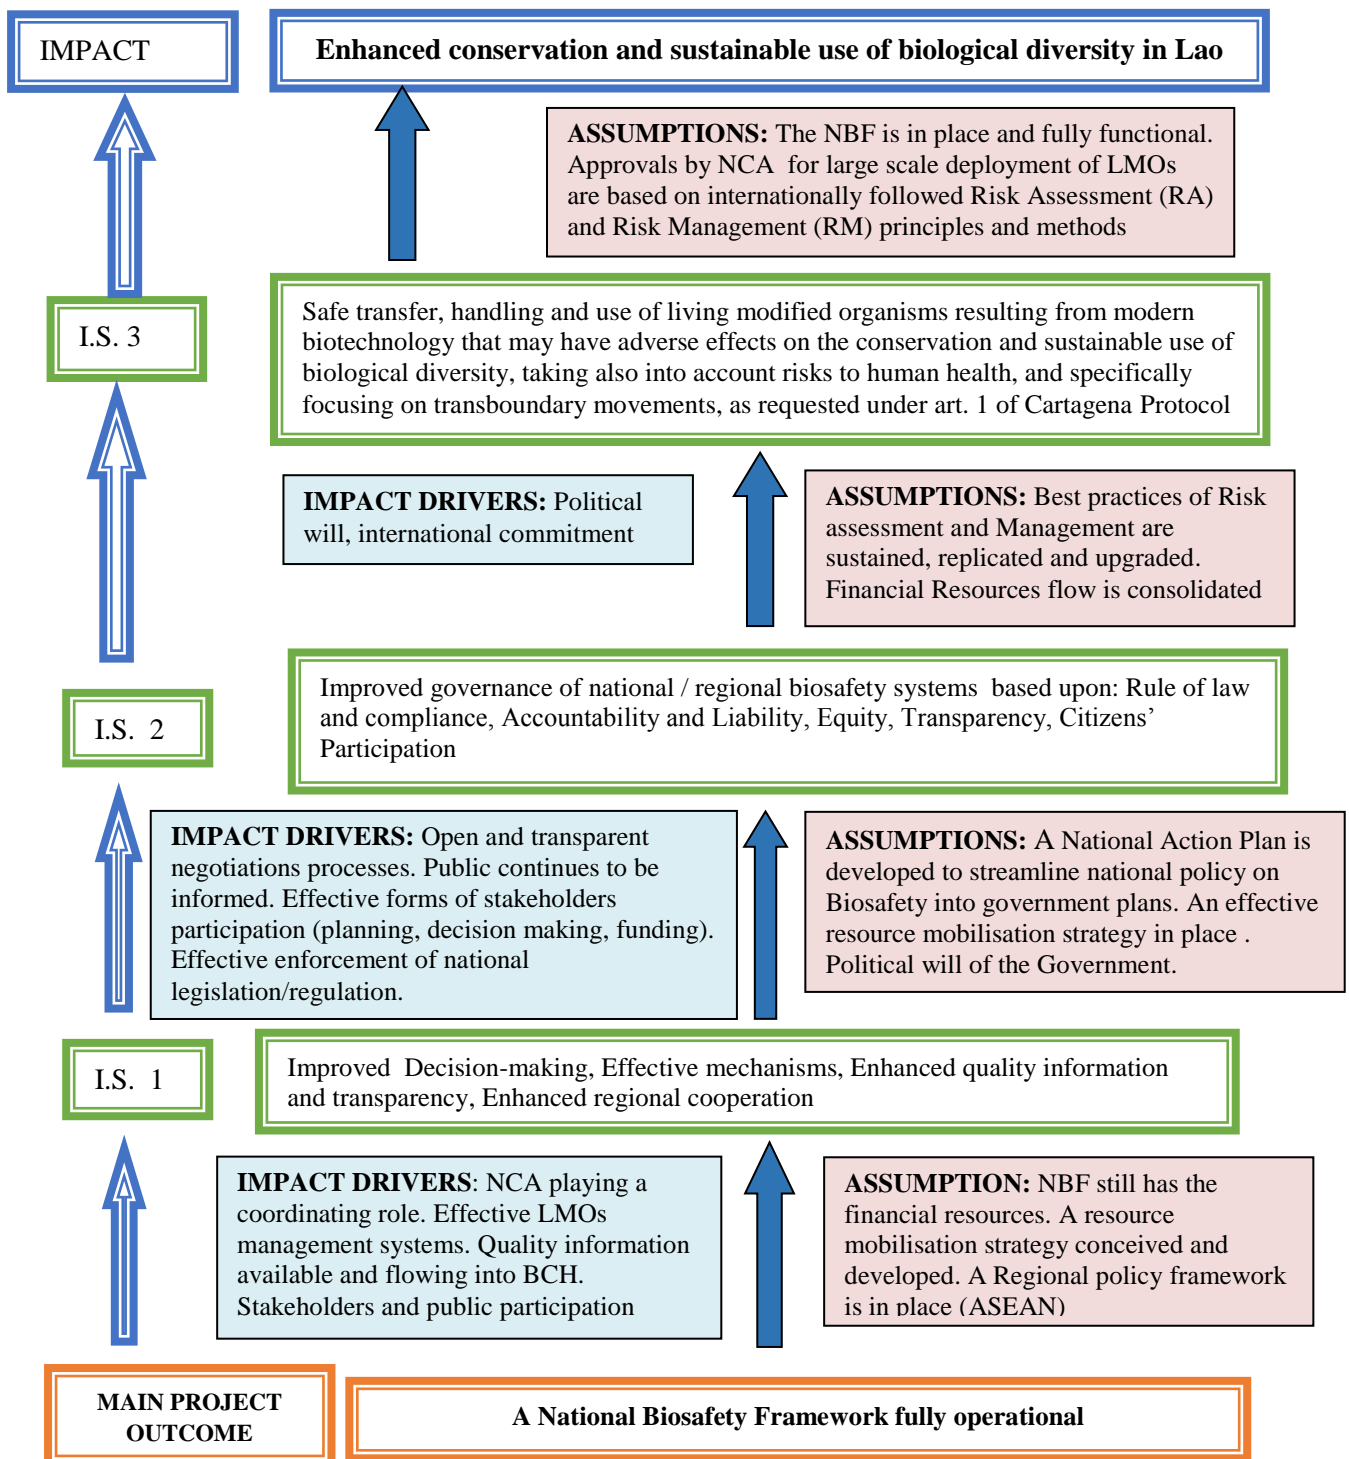 IMPACT
Enhanced conservation and sustainable use of biological diversity in Lao
ASSUMPTIONS: The NBF is in place and fully functional.
Approvals by NCA for large scale deployment of LMOs
are based on internationally followed Risk Assessment (RA)
and Risk Management (RM) principles and methods
I.S. 3
Safe transfer, handling and use of living modified organisms resulting from modern
biotechnology that may have adverse effects on the conservation and sustainable use of
biological diversity, taking also into account risks to human health, and specifically
focusing on transboundary movements, as requested under art. 1 of Cartagena Protocol
IMPACT DRIVERS: Political
will, international commitment
ASSUMPTIONS: Best practices of Risk
assessment and Management are
sustained, replicated and upgraded.
Financial Resources flow is consolidated
I.S. 2
Improved governance of national / regional biosafety systems based upon: Rule of law
and compliance, Accountability and Liability, Equity, Transparency, Citizens’
Participation
IMPACT DRIVERS: Open and transparent
negotiations processes. Public continues to be
informed. Effective forms of stakeholders
participation (planning, decision making, funding).
Effective enforcement of national
legislation/regulation.
ASSUMPTIONS: A National Action Plan is
developed to streamline national policy on
Biosafety into government plans. An effective
resource mobilisation strategy in place .
Political will of the Government.
I.S. 1
Improved Decision-making, Effective mechanisms, Enhanced quality information
and transparency, Enhanced regional cooperation
IMPACT DRIVERS: NCA playing a
coordinating role. Effective LMOs
management systems. Quality information
available and flowing into BCH.
Stakeholders and public participation
ASSUMPTION: NBF still has the
financial resources. A resource
mobilisation strategy conceived and
developed. A Regional policy framework
is in place (ASEAN)
MAIN PROJECT
OUTCOME
A National Biosafety Framework fully operational